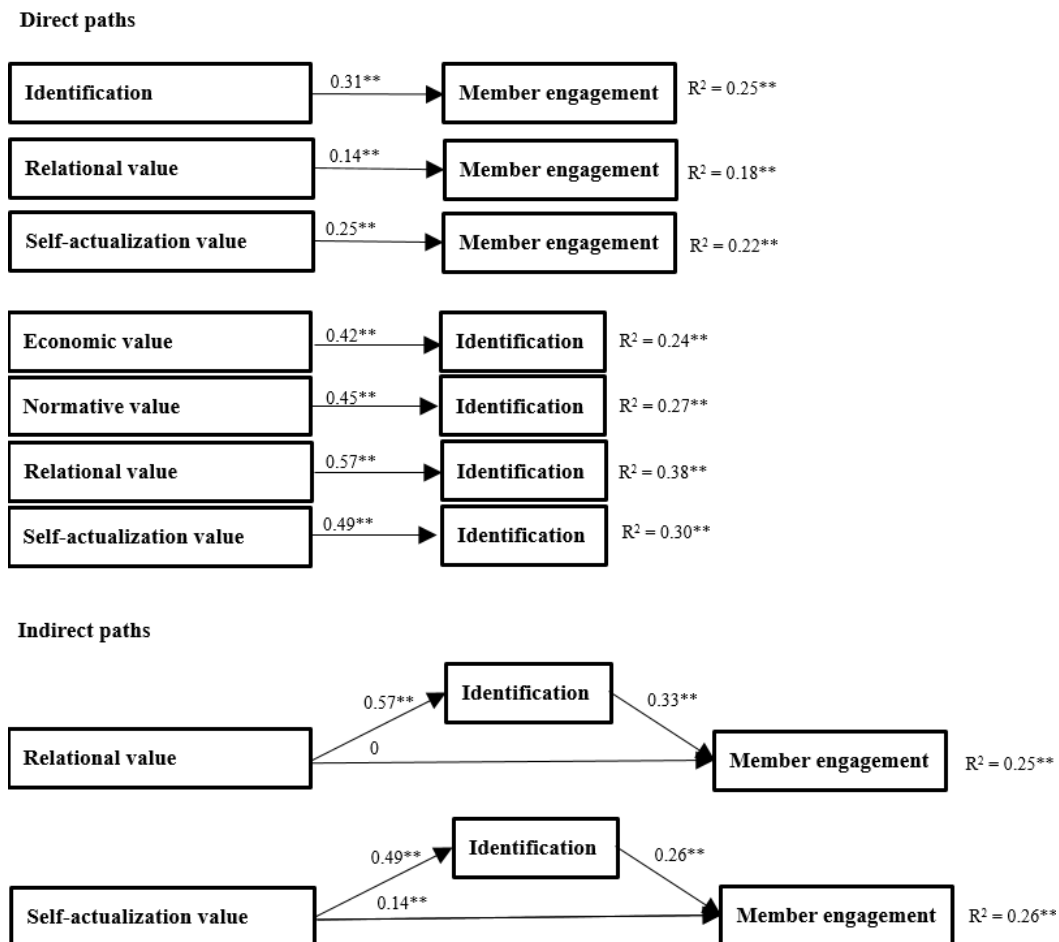 Direct paths
Identification 0.31** Member engagement R² = 0.25**
Relational value 0.14** Member engagement R² = 0.18**
Self-actualization value 0.25** Member engagement R² = 0.22**
Economic value 0.42** Identification R² = 0.24**
Normative value 0.45** Identification R² = 0.27**
Relational value 0.57** Identification R² = 0.38**
Self-actualization value 0.49** Identification R² = 0.30**
Indirect paths
Identification
0.57** 0.33**
0
Relational value Member engagement R² = 0.25**
Identification
0.49** 0.26**
0.14**
Self-actualization value Member engagement R² = 0.26**